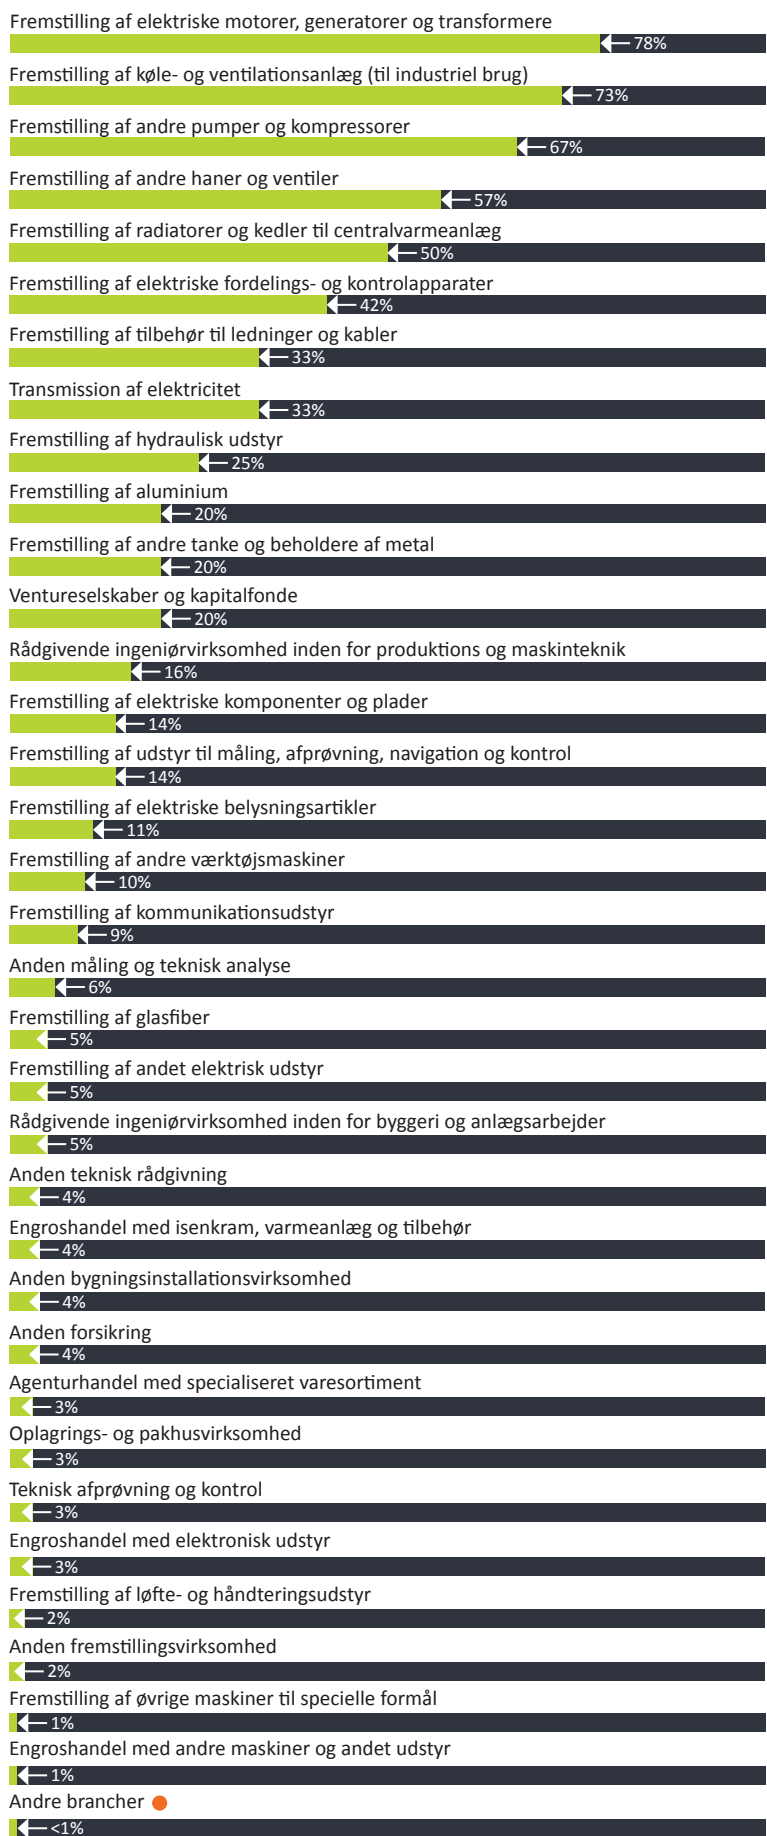 Fremstilling af elektriske motorer, generatorer og transformere
78%
Fremstilling af køle- og ventilationsanlæg (til industriel brug)
73%
Fremstilling af andre pumper og kompressorer
67%
Fremstilling af andre haner og ventiler
57%
Fremstilling af radiatorer og kedler til centralvarmeanlæg
50%
Fremstilling af elektriske fordelings- og kontrolapparater
42%
Fremstilling af tilbehør til ledninger og kabler
33%
Transmission af elektricitet
33%
Fremstilling af hydraulisk udstyr
25%
Fremstilling af aluminium
20%
Fremstilling af andre tanke og beholdere af metal
20%
Ventureselskaber og kapitalfonde
20%
Rådgivende ingeniørvirksomhed inden for produktions og maskinteknik
16%
Fremstilling af elektriske komponenter og plader
14%
Fremstilling af udstyr til måling, afprøvning, navigation og kontrol
14%
Fremstilling af elektriske belysningsartikler
11%
Fremstilling af andre værktøjsmaskiner
10%
Fremstilling af kommunikationsudstyr
9%
Anden måling og teknisk analyse
6%
Fremstilling af glasfiber
5%
Fremstilling af andet elektrisk udstyr
5%
Rådgivende ingeniørvirksomhed inden for byggeri og anlægsarbejder
5%
Anden teknisk rådgivning
4%
Engroshandel med isenkram, varmeanlæg og tilbehør
4%
Anden bygningsinstallationsvirksomhed
4%
Anden forsikring
4%
Agenturhandel med specialiseret varesortiment
3%
Oplagrings- og pakhusvirksomhed
3%
Teknisk afprøvning og kontrol
3%
Engroshandel med elektronisk udstyr
3%
Fremstilling af løfte- og håndteringsudstyr
2%
Anden fremstillingsvirksomhed
2%
Fremstilling af øvrige maskiner til specielle formål
1%
Engroshandel med andre maskiner og andet udstyr
1%
Andre brancher
<1%